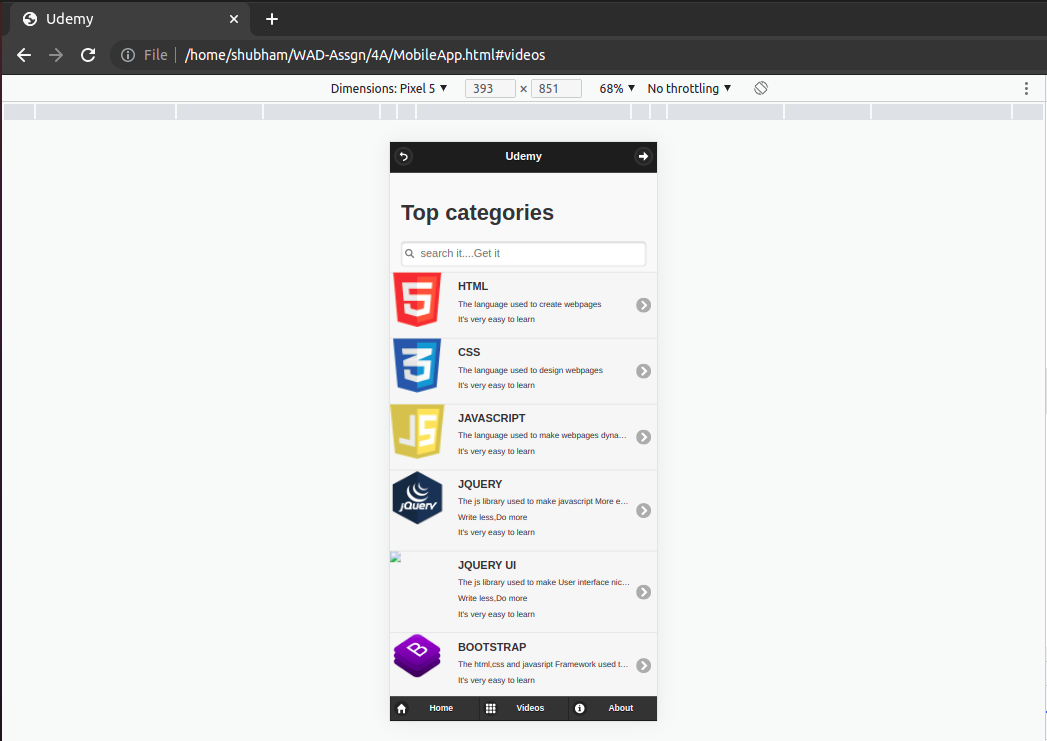 Udemy
File /home/shubham/WAD-Assgn/4A/MobileApp.html#videos
Dimensions: Pixel 5 393 × 851 68% No throttling
Udemy
Top categories
search it....Get it
HTML
The language used to create webpages
It's very easy to learn
CSS
The language used to design webpages
It's very easy to learn
JS
JAVASCRIPT
The language used to make webpages dyna…
It's very easy to learn
jQuery
JQUERY
The js library used to make javascript More e…
Write less,Do more
It's very easy to learn
JQUERY UI
The js library used to make User interface nic…
Write less,Do more
It's very easy to learn
B
BOOTSTRAP
The html,css and javasript Framework used t…
It's very easy to learn
Home Videos About